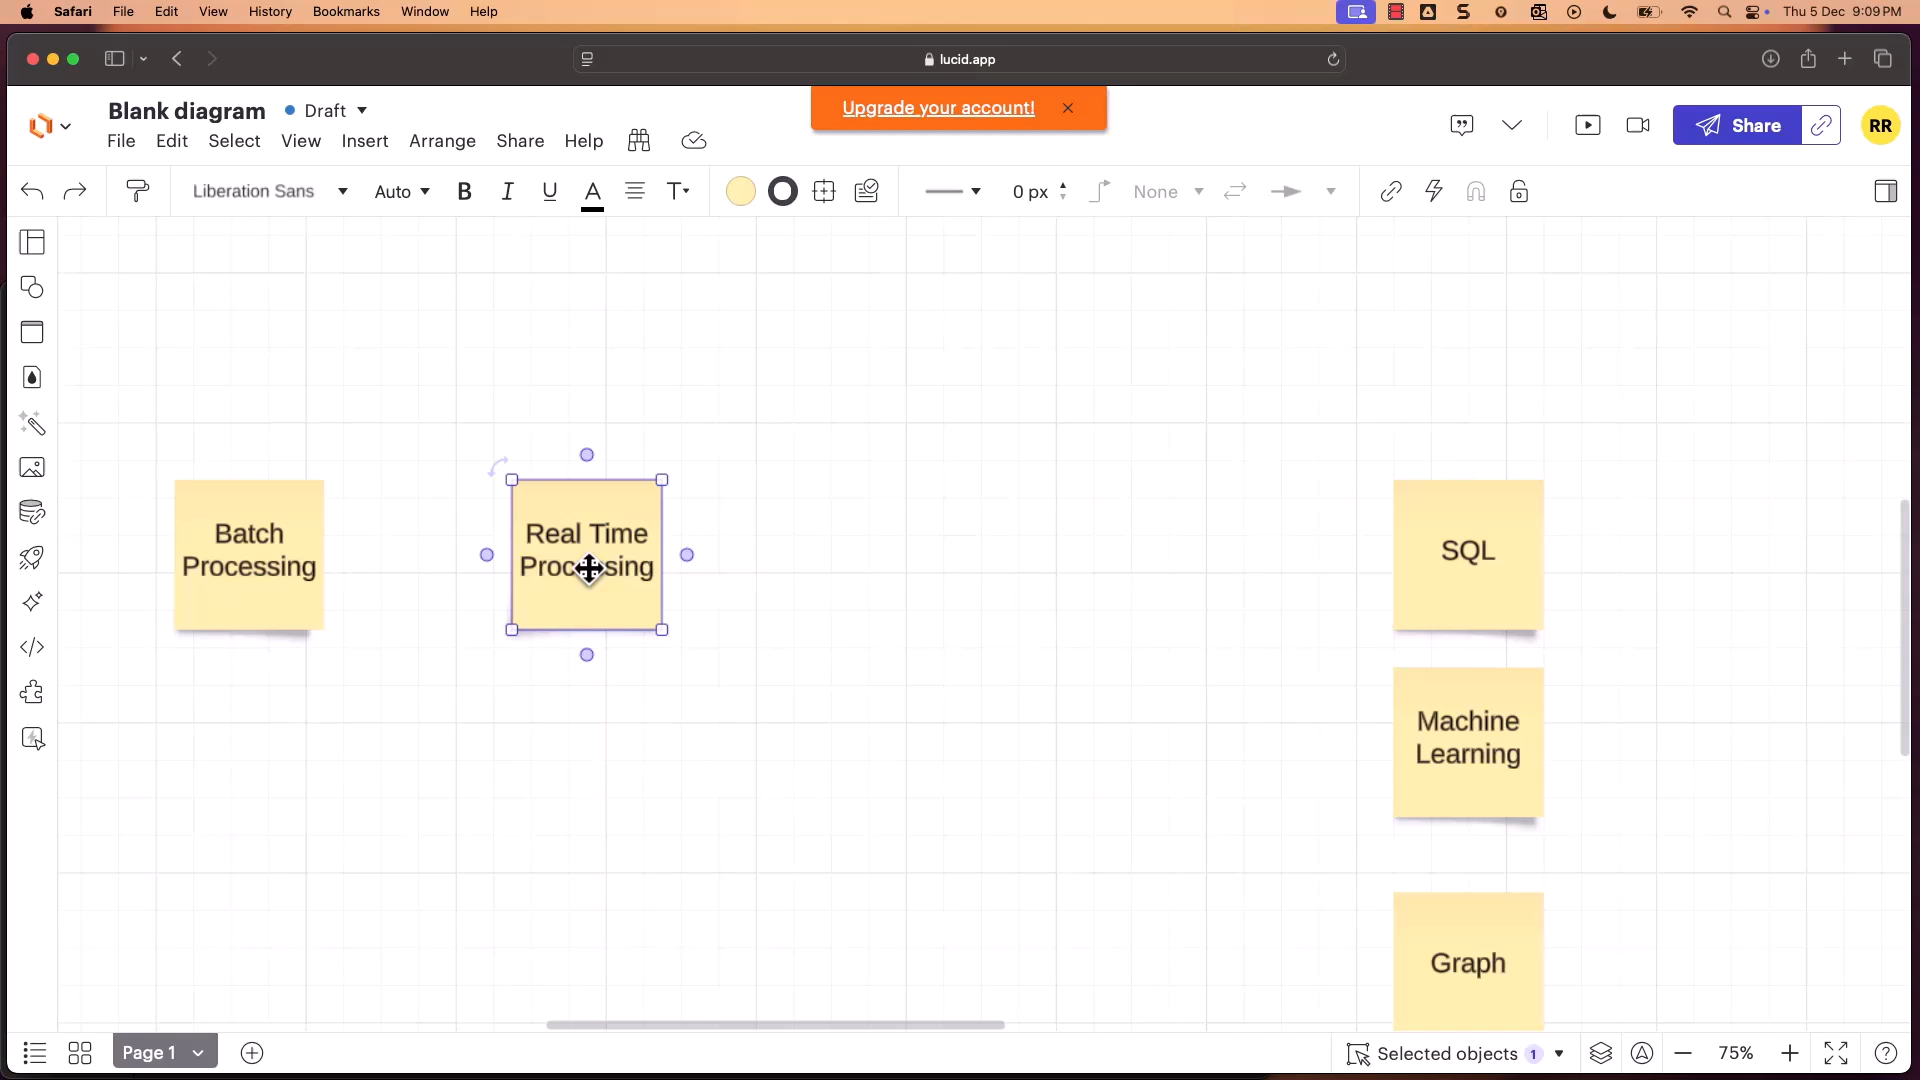 Safari File Edit View History Bookmarks Window Help Thu 5 Dec 9:09 PM
lucid.app
Blank diagram Draft
Upgrade your account!
File Edit Select View Insert Arrange Share Help
Share
RR
Liberation Sans Auto B I U A T 0 px None
Batch
Processing
Real Time
Processing
SQL
Machine
Learning
Graph
Page 1
Selected objects 1
75%